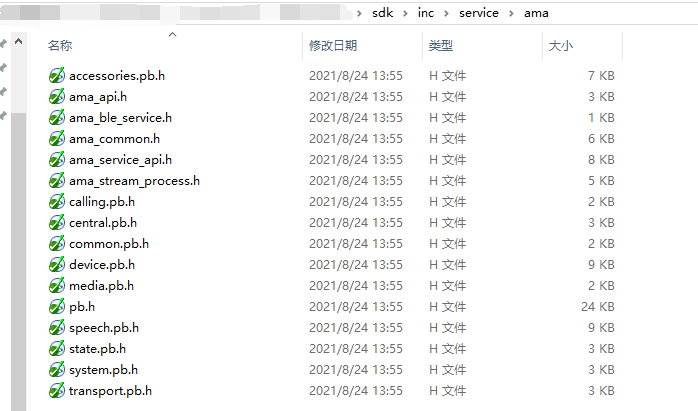 sdk › inc › service › ama
名称 修改日期 类型 大小
accessories.pb.h 2021/8/24 13:55 H 文件 7 KB
ama_api.h 2021/8/24 13:55 H 文件 3 KB
ama_ble_service.h 2021/8/24 13:55 H 文件 1 KB
ama_common.h 2021/8/24 13:55 H 文件 6 KB
ama_service_api.h 2021/8/24 13:55 H 文件 8 KB
ama_stream_process.h 2021/8/24 13:55 H 文件 5 KB
calling.pb.h 2021/8/24 13:55 H 文件 2 KB
central.pb.h 2021/8/24 13:55 H 文件 3 KB
common.pb.h 2021/8/24 13:55 H 文件 2 KB
device.pb.h 2021/8/24 13:55 H 文件 9 KB
media.pb.h 2021/8/24 13:55 H 文件 2 KB
pb.h 2021/8/24 13:55 H 文件 24 KB
speech.pb.h 2021/8/24 13:55 H 文件 9 KB
state.pb.h 2021/8/24 13:55 H 文件 3 KB
system.pb.h 2021/8/24 13:55 H 文件 3 KB
transport.pb.h 2021/8/24 13:55 H 文件 3 KB